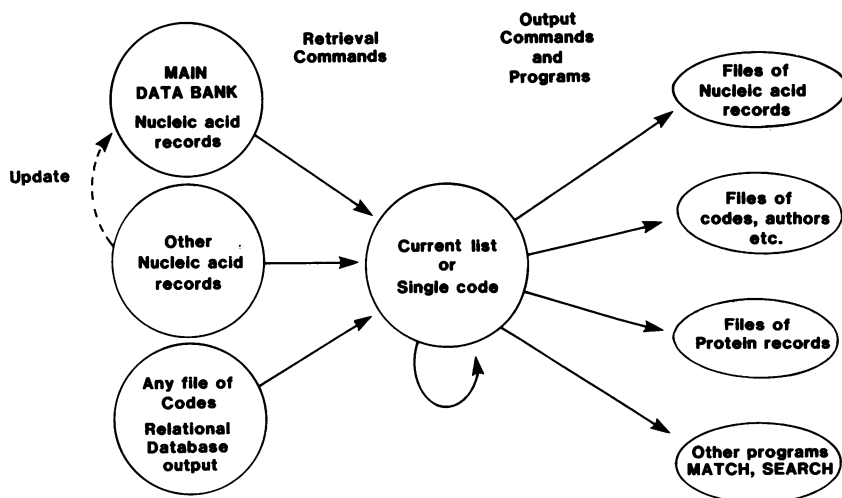 Retrieval
Commands
Output
Commands
and
Programs
MAIN
DATA BANK
Nucleic acid
records
Update
Other
Nucleic acid
records
Any file of
Codes
Relational
Database
output
Current list
or
Single code
Files of
Nucleic acid
records
Files of
codes, authors
etc.
Files of
Protein records
Other programs
MATCH, SEARCH